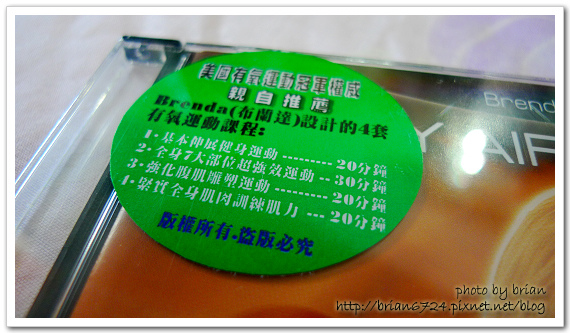 美國有氧運動冠軍權威
親自推薦
Brenda(布蘭達)設計的4套
有氧運動課程:
1·基本伸展健身運動 --------- 20分鐘
2·全身7大部位超強效運動 -- 30分鐘
3·強化腹肌雕塑運動 --------- 20分鐘
4·緊實全身肌肉訓練肌力 --- 20分鐘
版權所有·盜版必究
Brenda
Y AIR
photo by brian
http://brian6724.pixnet.net/blog